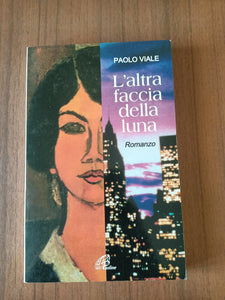 PAOLO VIALE
L'altra
faccia
della
luna
Romanzo